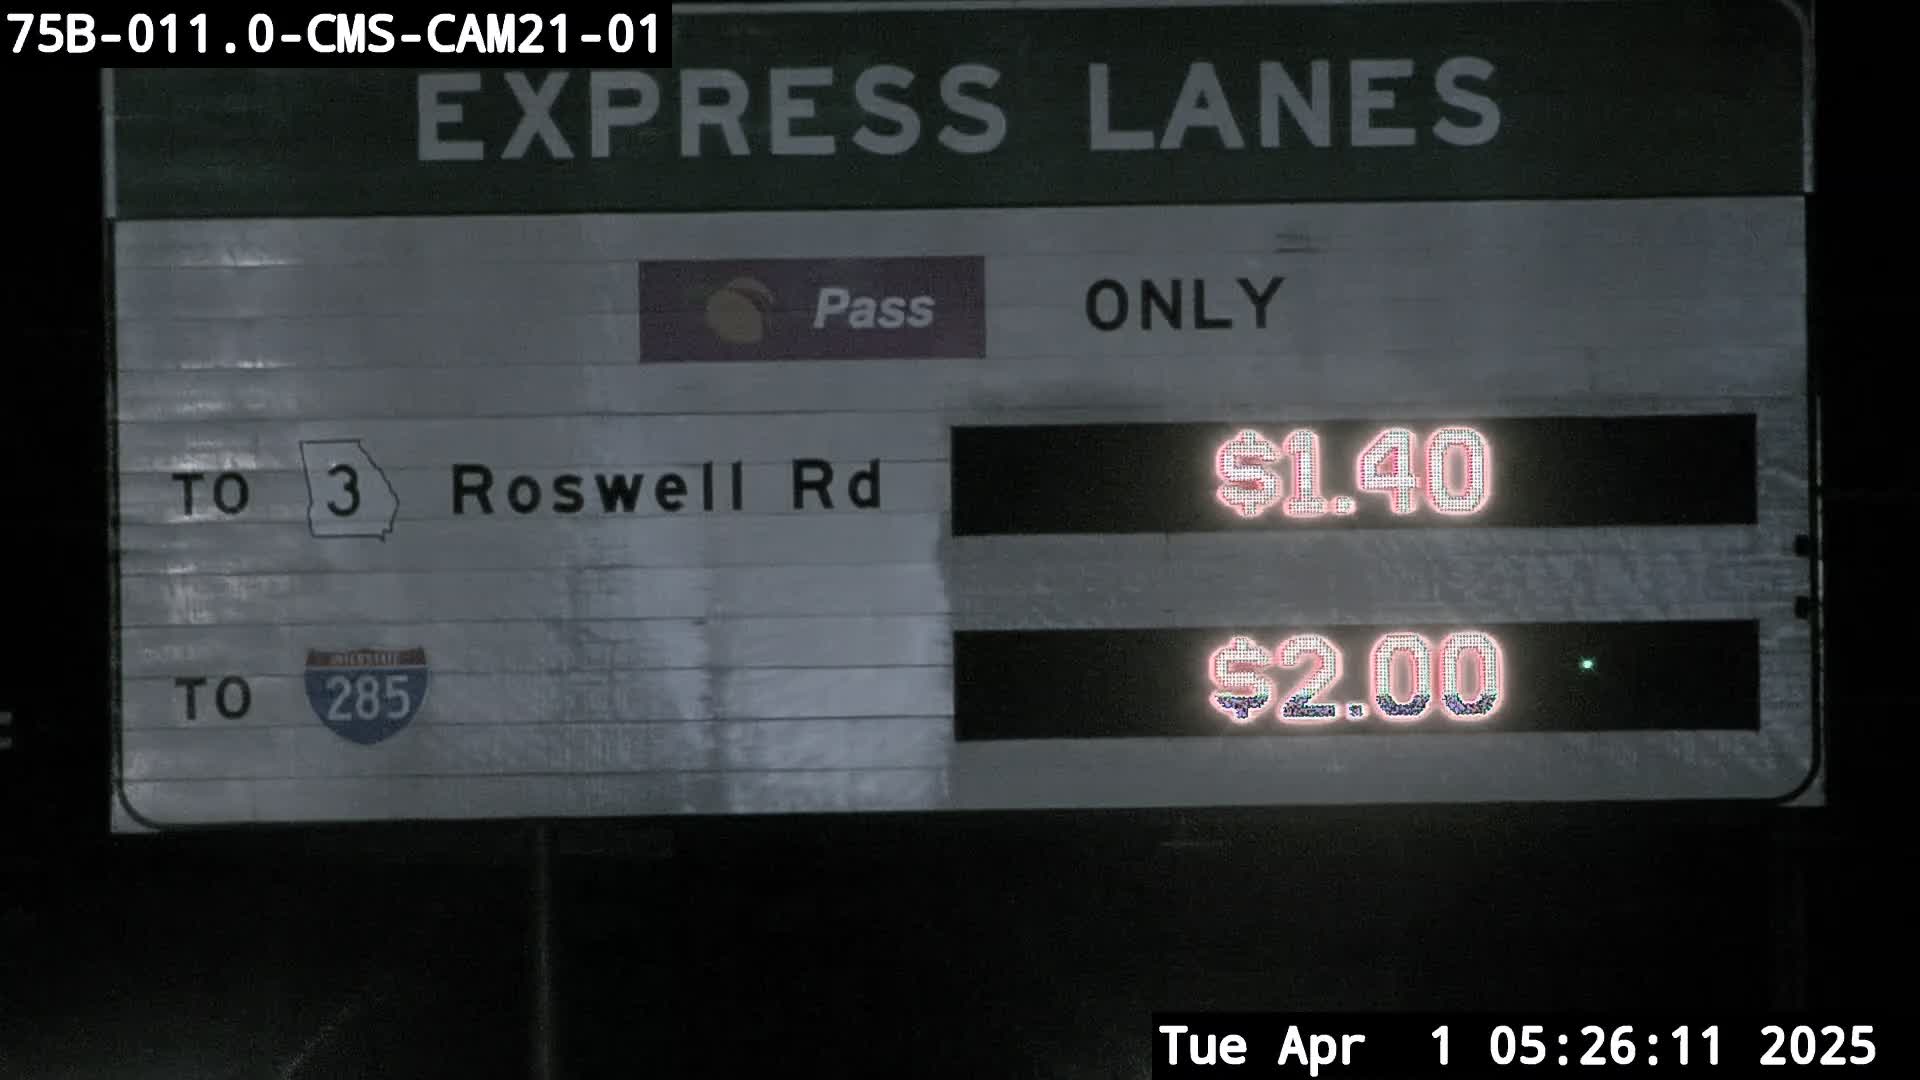 75B-011.0-CMS-CAM21-01
EXPRESS LANES
Pass ONLY
TO 3 Roswell Rd $1.40
TO INTERSTATE 285 $2.00
Tue Apr 1 05:26:11 2025